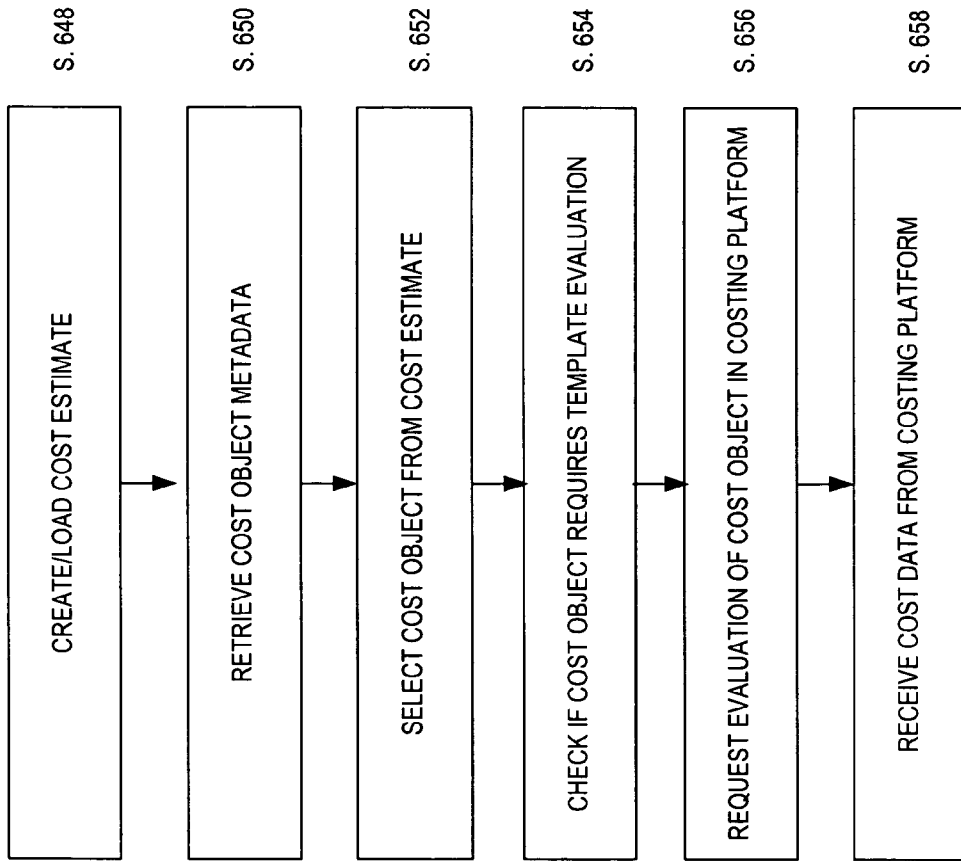 CREATE/LOAD COST ESTIMATE
S. 648
RETRIEVE COST OBJECT METADATA
S. 650
SELECT COST OBJECT FROM COST ESTIMATE
S. 652
CHECK IF COST OBJECT REQUIRES TEMPLATE EVALUATION
S. 654
REQUEST EVALUATION OF COST OBJECT IN COSTING PLATFORM
S. 656
RECEIVE COST DATA FROM COSTING PLATFORM
S. 658